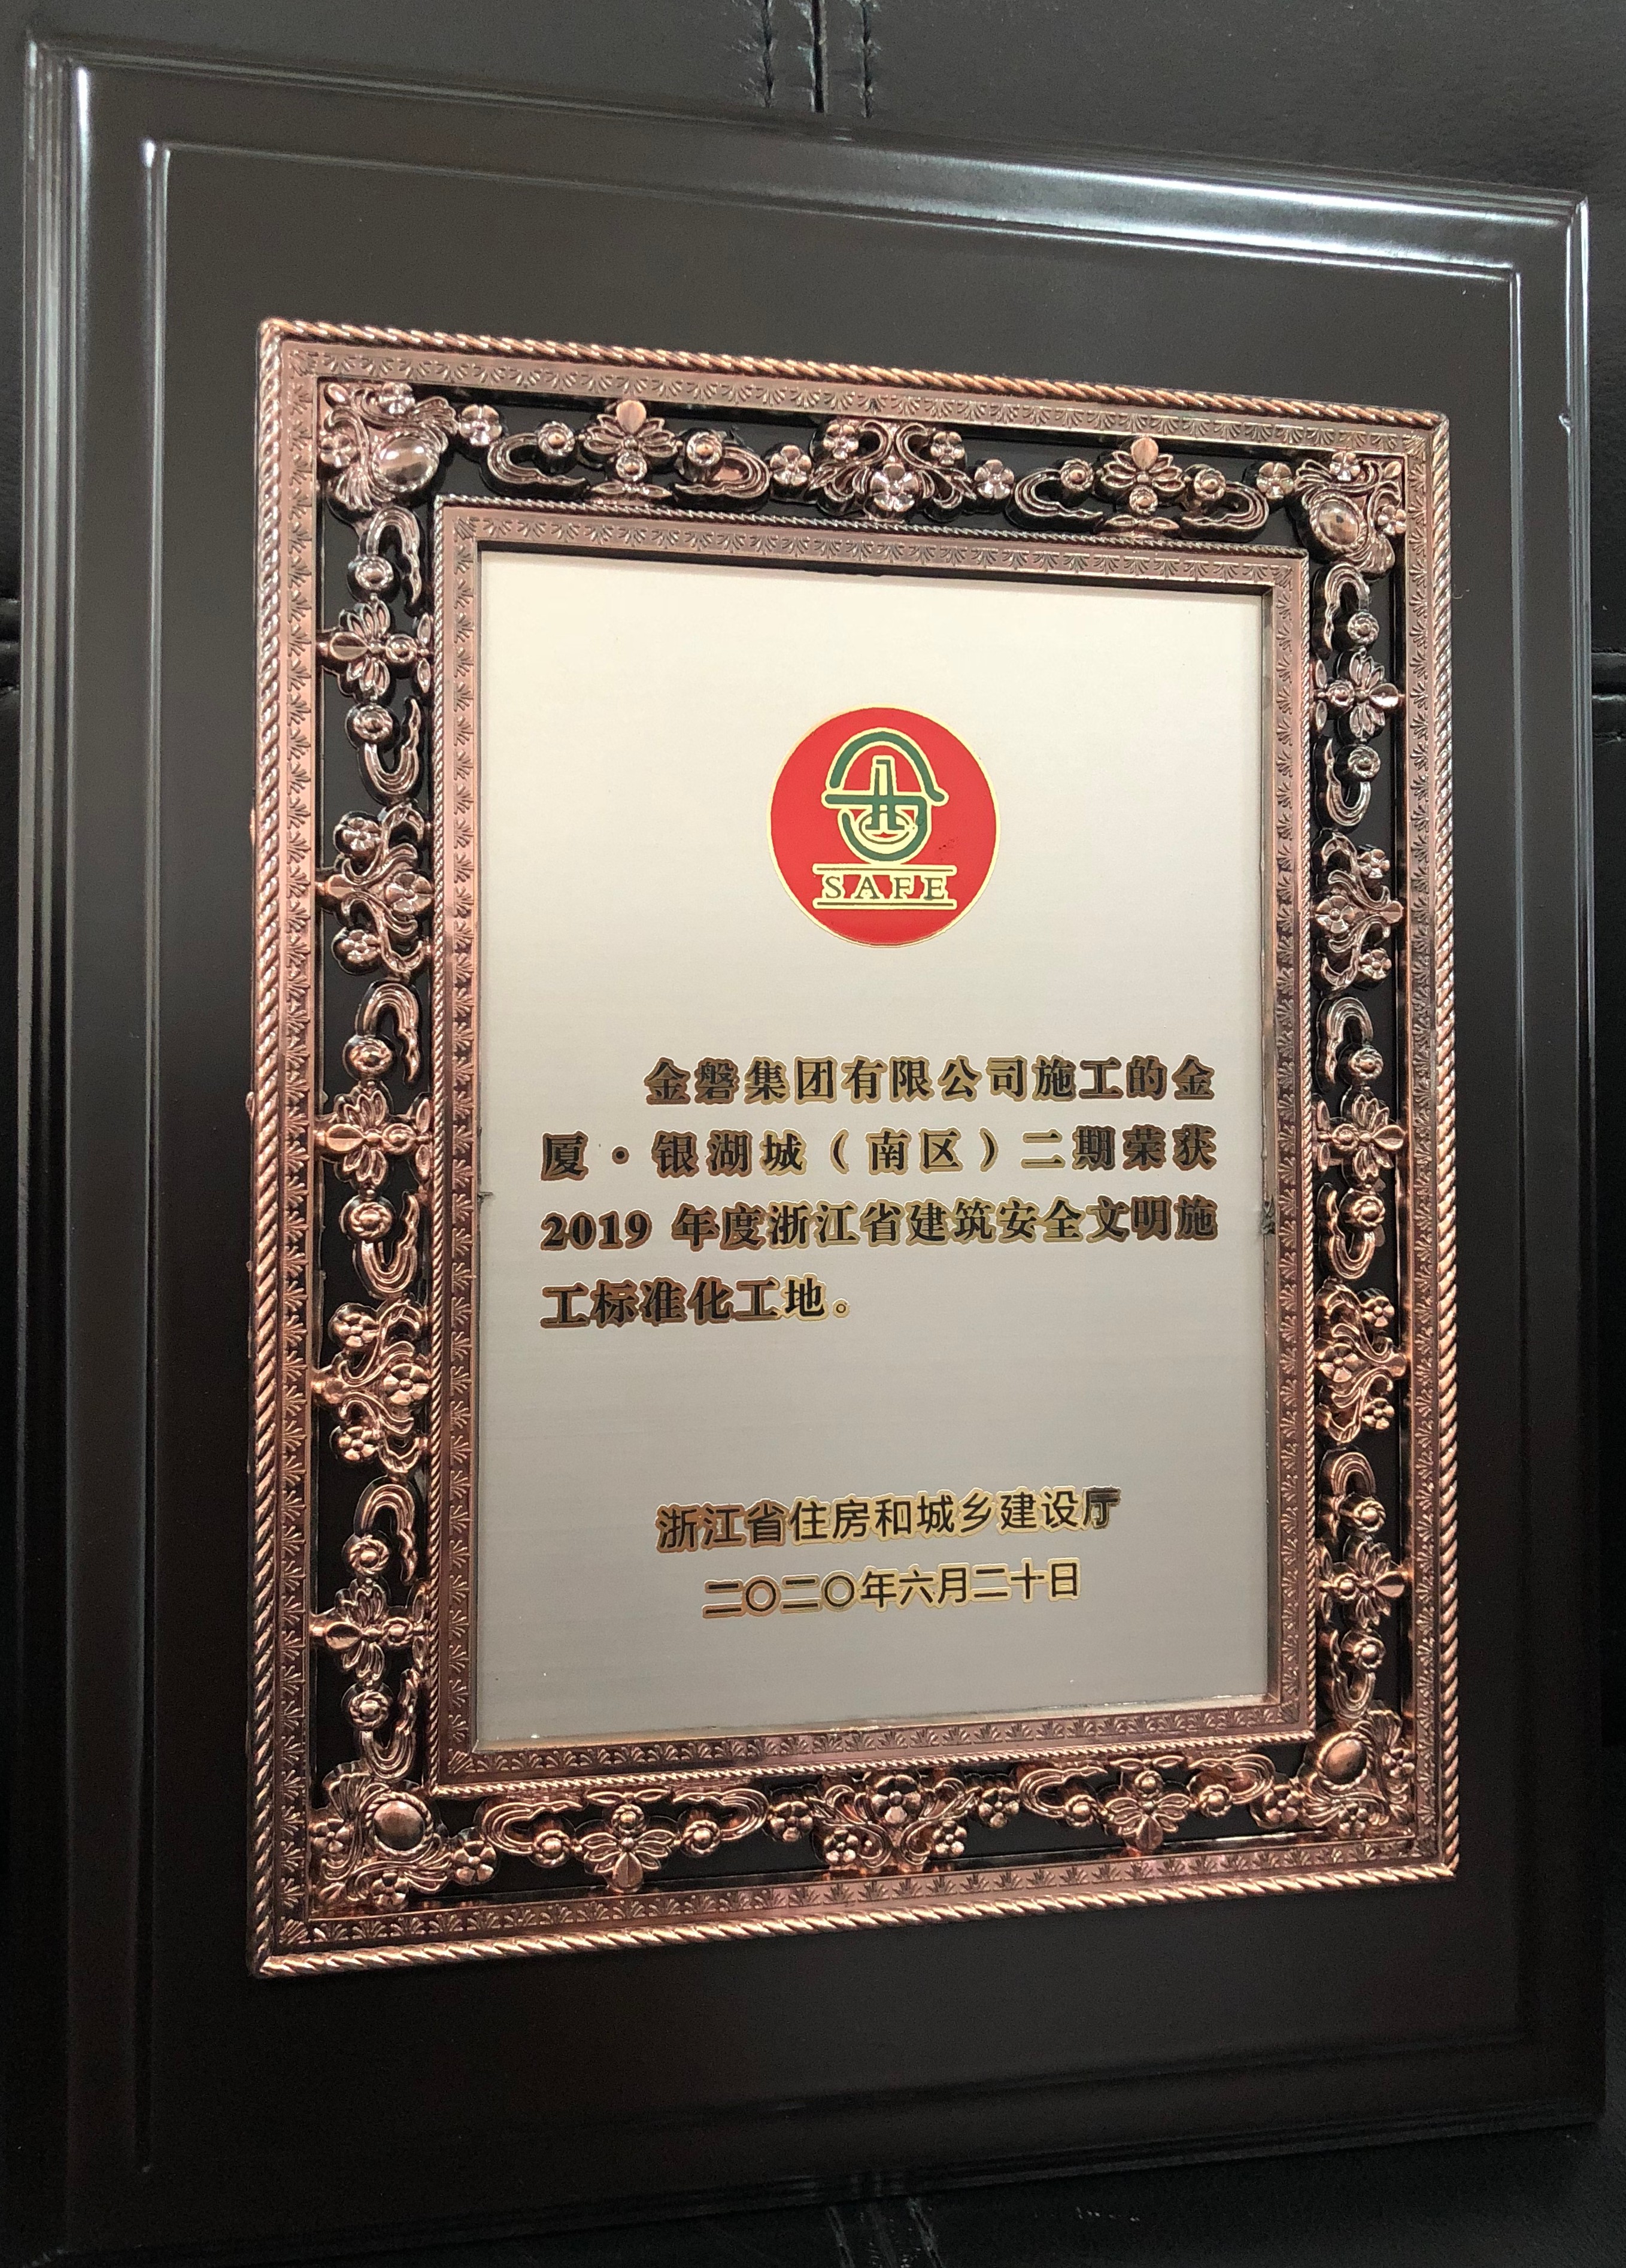 SAFE
金磐集团有限公司施工的金
厦·银湖城（南区）二期荣获
2019 年度浙江省建筑安全文明施
工标准化工地。
浙江省住房和城乡建设厅
二〇二〇年六月二十日